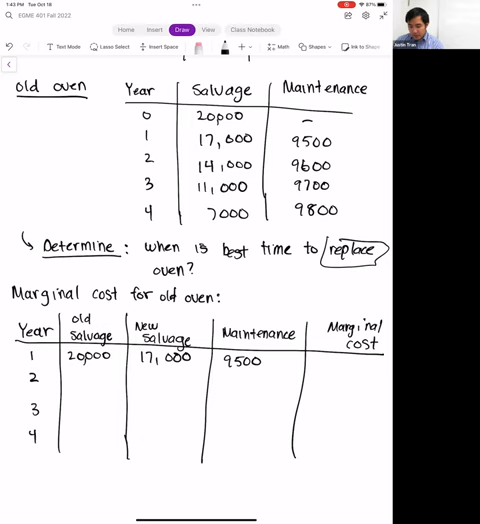 1:43 PM Tue Oct 18
87%
EGME 401 Fall 2022
Home Insert Draw View Class Notebook
Text Mode Lasso Select Insert Space Math Shapes Ink to Shape
Justin Tran
old oven
Year Salvage Maintenance
0 20,000 -
1 17,000 9500
2 14,000 9600
3 11,000 9700
4 7000 9800
Determine: when is best time to replace
oven?
Marginal cost for old oven:
Year old Salvage New Salvage Maintenance Marginal cost
1 20,000 17,000 9500
2
3
4